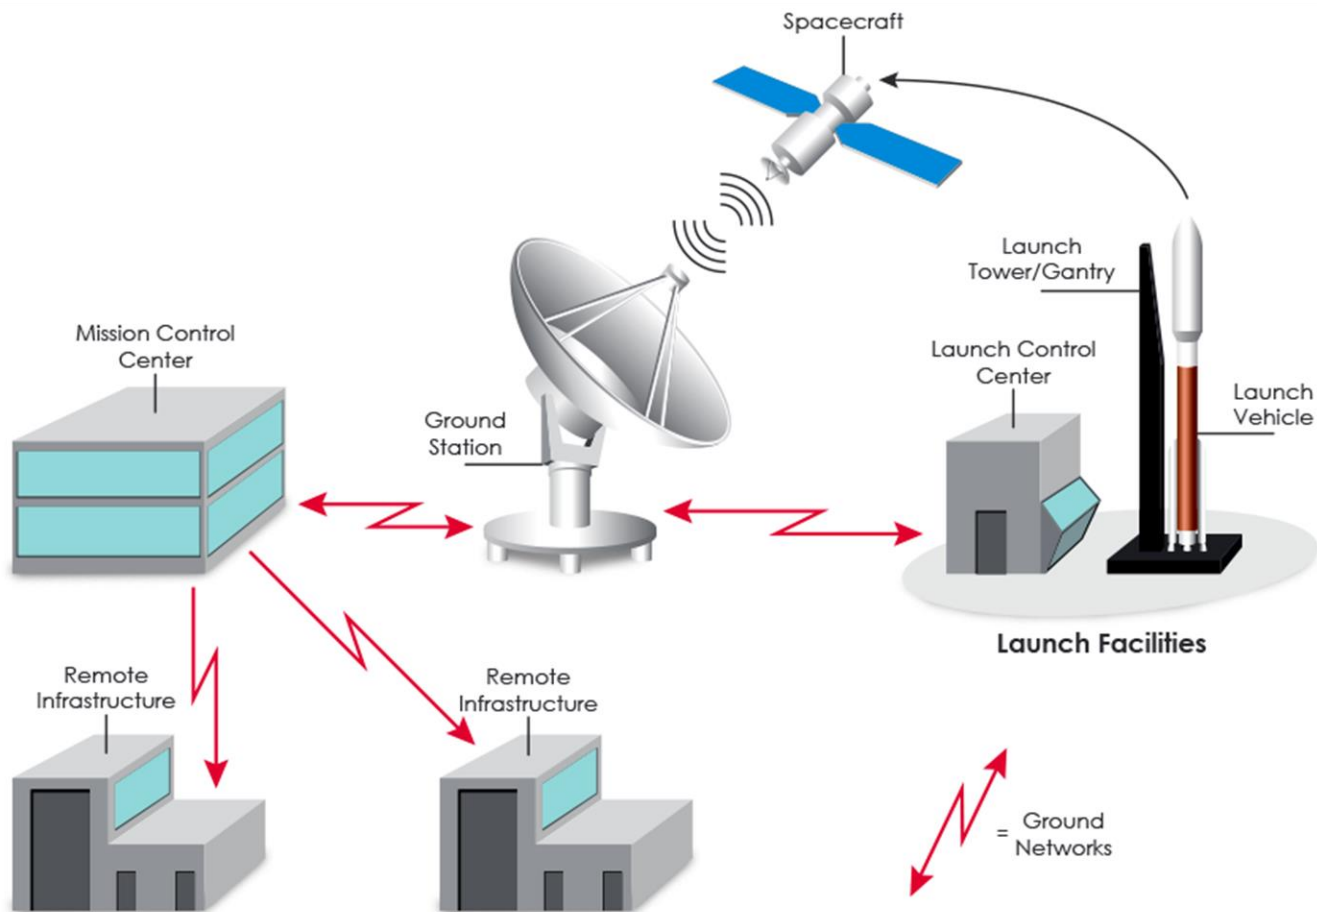 Spacecraft
Launch
Tower/Gantry
Mission Control
Center
Launch Control
Center
Launch
Vehicle
Ground
Station
Launch Facilities
Remote
Infrastructure
Remote
Infrastructure
= Ground
Networks